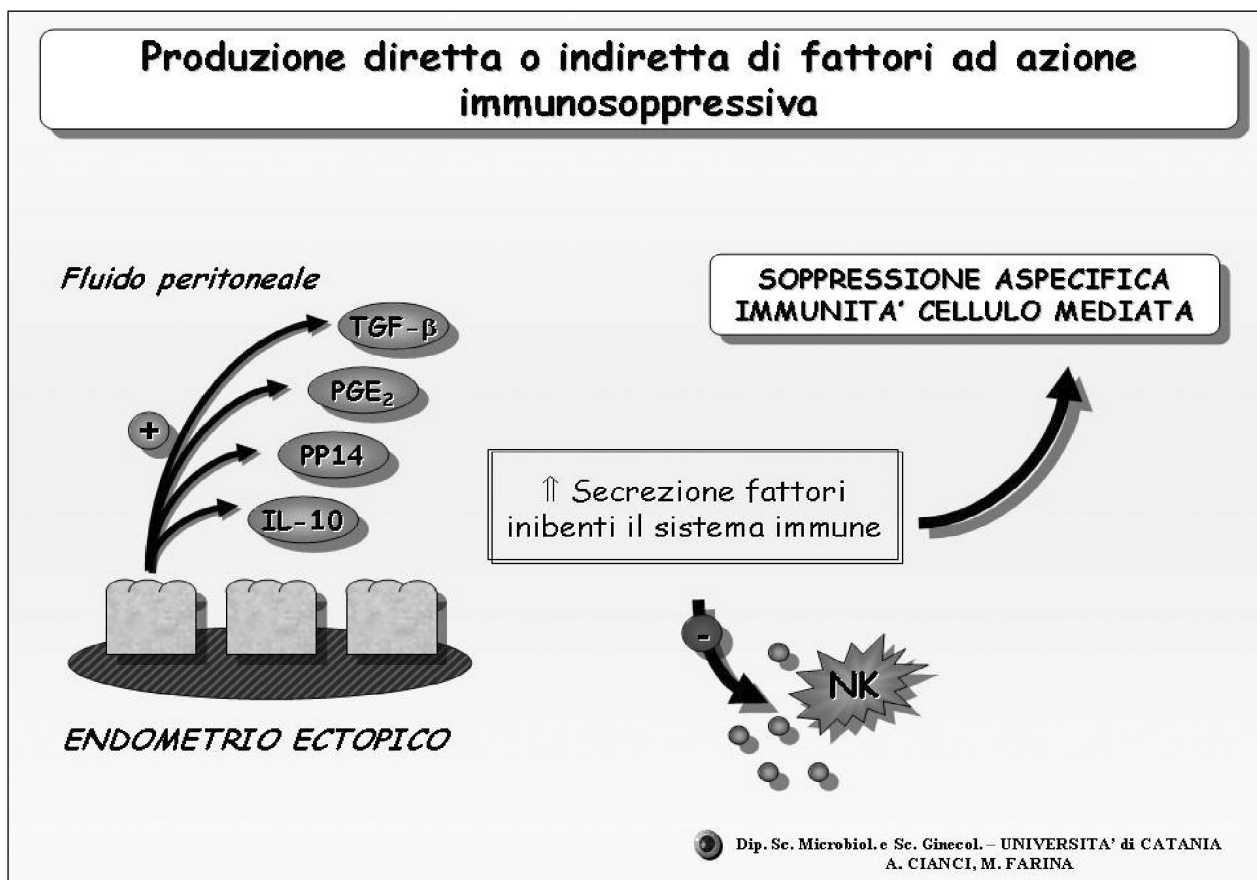 Produzione diretta o indiretta di fattori ad azione
immunosoppressiva
Fluido peritoneale
TGF-β
PGE₂
PP14
IL-10
+
ENDOMETRIO ECTOPICO
⇑ Secrezione fattori
inibenti il sistema immune
SOPPRESSIONE ASPECIFICA
IMMUNITA' CELLULO MEDIATA
-
NK
Dip. Sc. Microbiol. e Sc. Ginecol. – UNIVERSITA' di CATANIA
A. CIANCI, M. FARINA